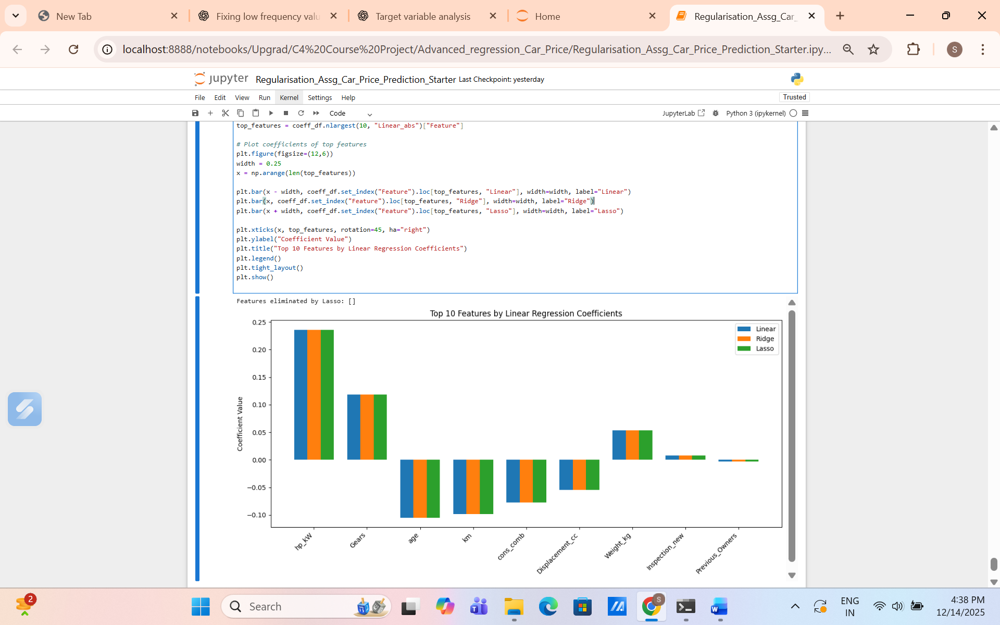 New Tab
Fixing low frequency valu
Target variable analysis
Home
Regularisation_Assg_Car_
localhost:8888/notebooks/Upgrad/C4%20Course%20Project/Advanced_regression_Car_Price/Regularisation_Assg_Car_Price_Prediction_Starter.ipy...
S
jupyter Regularisation_Assg_Car_Price_Prediction_Starter Last Checkpoint: yesterday
File Edit View Run Kernel Settings Help
Trusted
Code
JupyterLab
Python 3 (ipykernel)
top_features = coeff_df.nlargest(10, "Linear_abs")["Feature"]
# Plot coefficients of top features
plt.figure(figsize=(12,6))
width = 0.25
x = np.arange(len(top_features))
plt.bar(x - width, coeff_df.set_index("Feature").loc[top_features, "Linear"], width=width, label="Linear")
plt.bar(x, coeff_df.set_index("Feature").loc[top_features, "Ridge"], width=width, label="Ridge")
plt.bar(x + width, coeff_df.set_index("Feature").loc[top_features, "Lasso"], width=width, label="Lasso")
plt.xticks(x, top_features, rotation=45, ha="right")
plt.ylabel("Coefficient Value")
plt.title("Top 10 Features by Linear Regression Coefficients")
plt.legend()
plt.tight_layout()
plt.show()
Features eliminated by Lasso: []
Top 10 Features by Linear Regression Coefficients
Linear
Ridge
Lasso
Coefficient Value
0.25
0.20
0.15
0.10
0.05
0.00
−0.05
−0.10
hp_kW
Gears
age
km
cons_comb
Displacement_cc
Weight_kg
Inspection_new
Previous_Owners
2
Search
S
ENG
IN
4:38 PM
12/14/2025